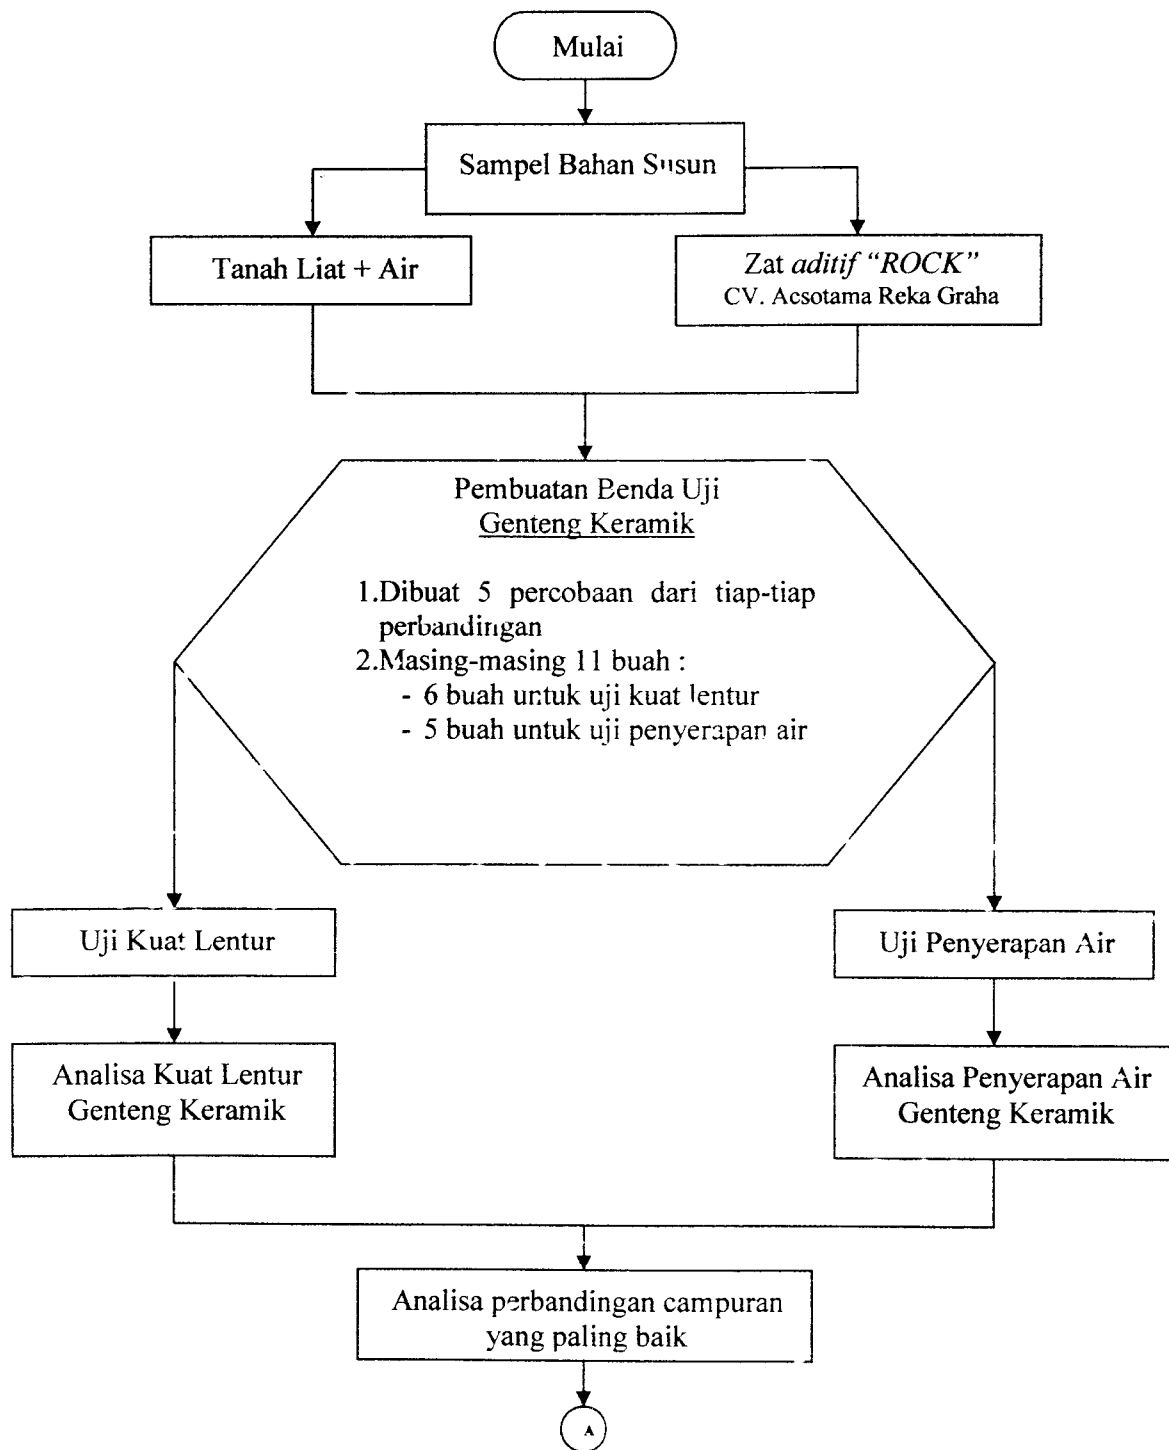 Mulai
Sampel Bahan Susun
Tanah Liat + Air
Zat aditif “ROCK”
CV. Acsotama Reka Graha
Pembuatan Benda Uji
Genteng Keramik
1.Dibuat 5 percobaan dari tiap-tiap
perbandingan
2.Masing-masing 11 buah :
- 6 buah untuk uji kuat lentur
- 5 buah untuk uji penyerapan air
Uji Kuat Lentur
Uji Penyerapan Air
Analisa Kuat Lentur
Genteng Keramik
Analisa Penyerapan Air
Genteng Keramik
Analisa perbandingan campuran
yang paling baik
A